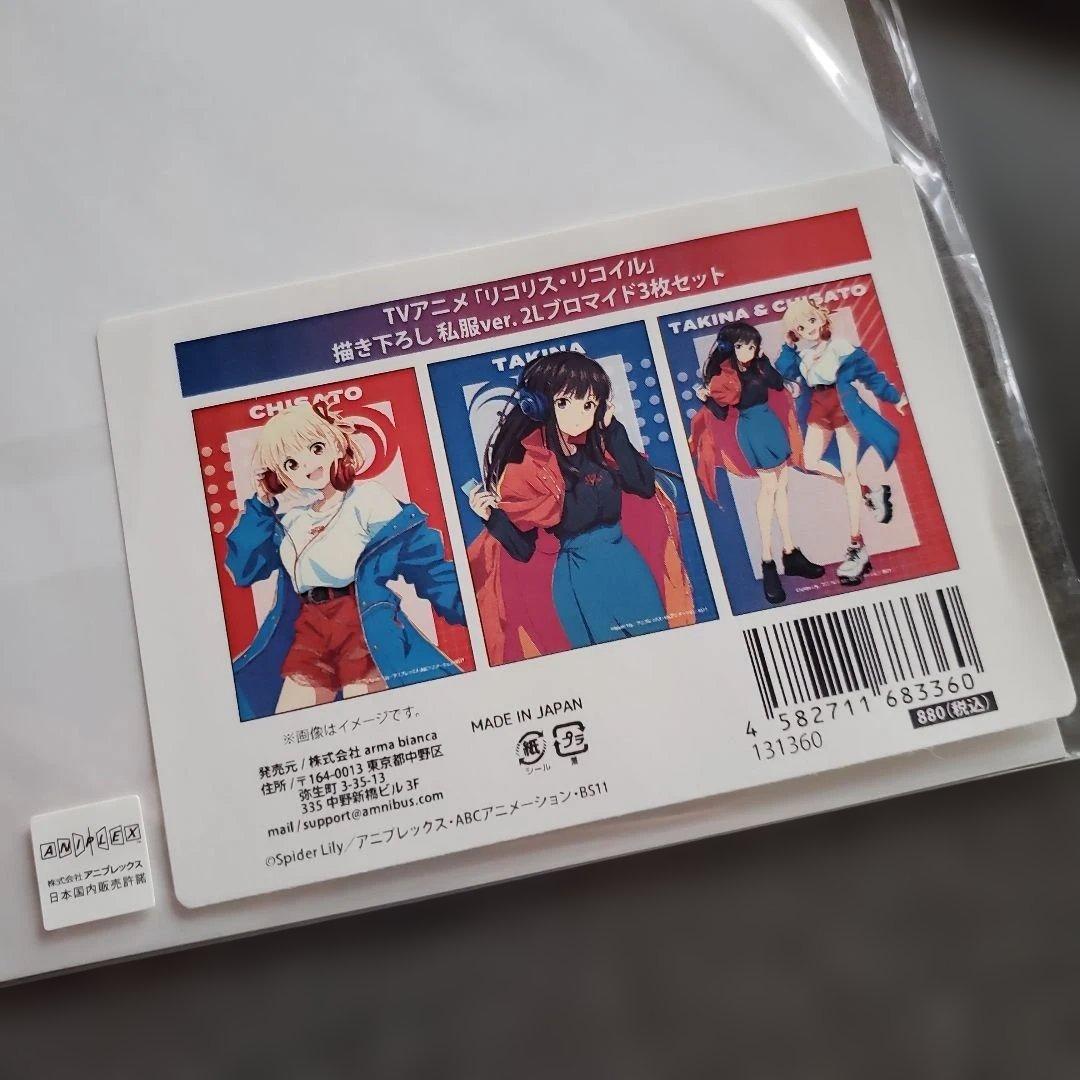 TVアニメ「リコリス・リコイル」
描き下ろし 私服ver. 2Lブロマイド3枚セット
CHISATO
TAKINA
TAKINA & CHISATO
※画像はイメージです。
MADE IN JAPAN
発売元 / 株式会社 arma bianca
住所 / 〒164-0013 東京都中野区
弥生町 3-35-13
335 中野新橋ビル 3F
mail / support@amnibus.com
©Spider Lily／アニプレックス・ABCアニメーション・BS11
紙
シール
プラ
4 582711 683360
131360
880(税込)
ANIPLEX
株式会社 アニプレックス
日本国内販売許諾